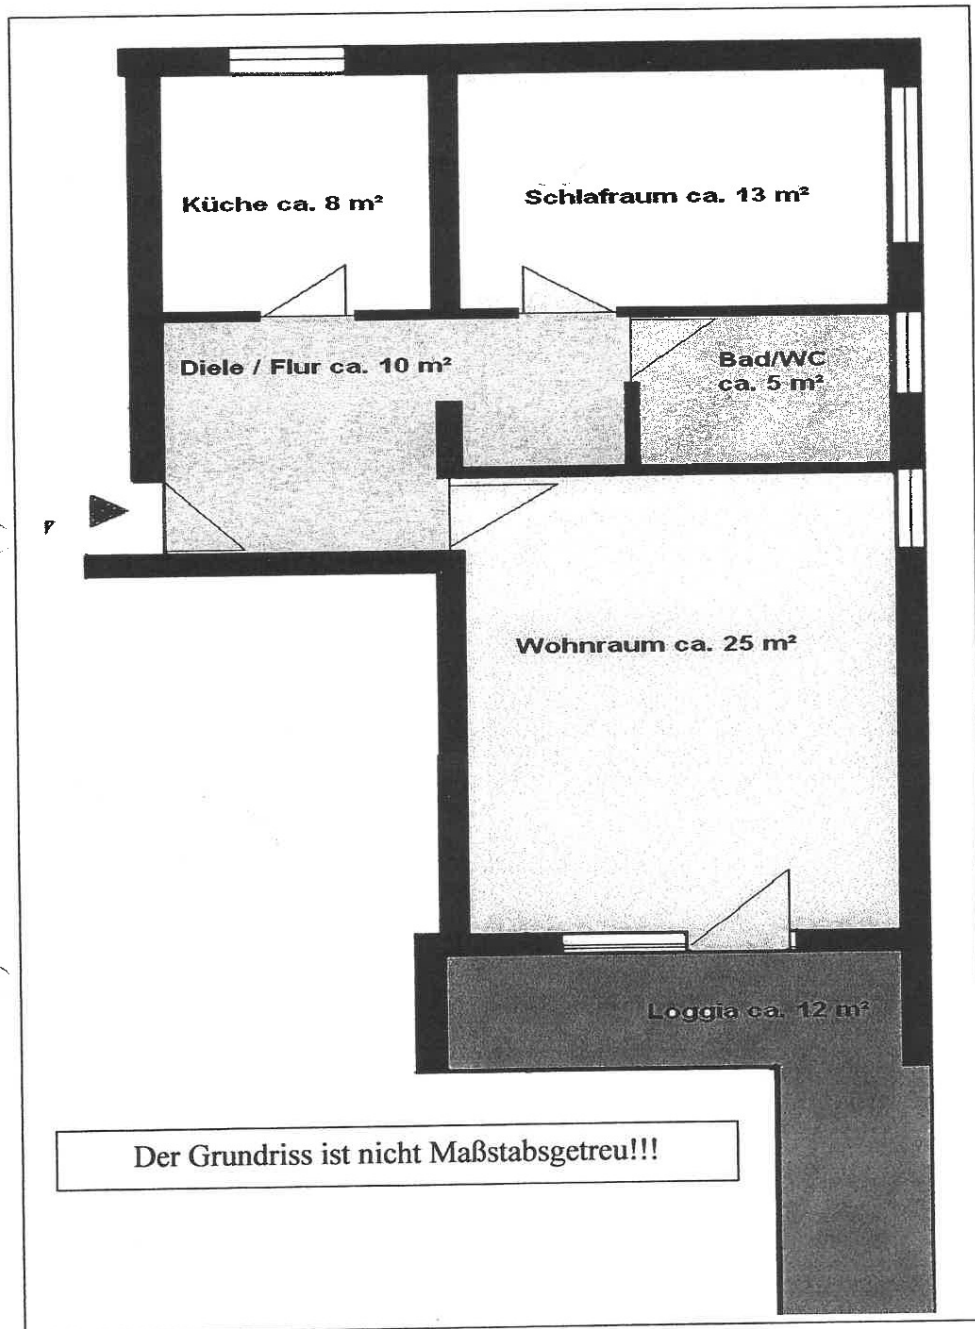 Küche ca. 8 m²
Schlafraum ca. 13 m²
Diele / Flur ca. 10 m²
Bad/WC
ca. 5 m²
Wohnraum ca. 25 m²
Loggia ca. 12 m²
Der Grundriss ist nicht Maßstabsgetreu!!!